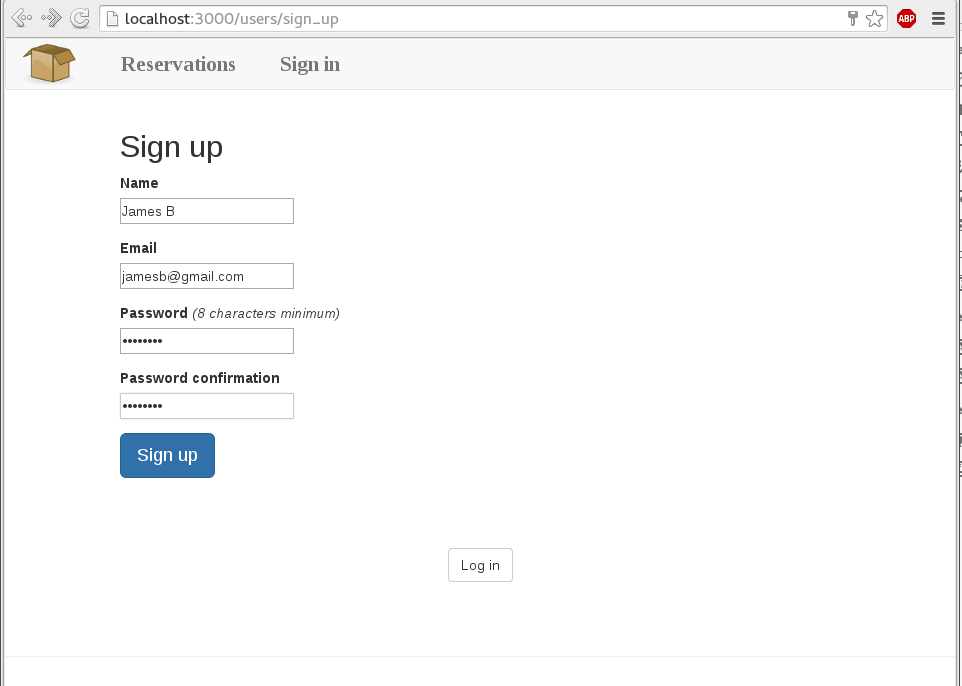 localhost:3000/users/sign_up
ABP
Reservations Sign in
Sign up
Name
James B
Email
jamesb@gmail.com
Password (8 characters minimum)
••••••••
Password confirmation
••••••••
Sign up
Log in